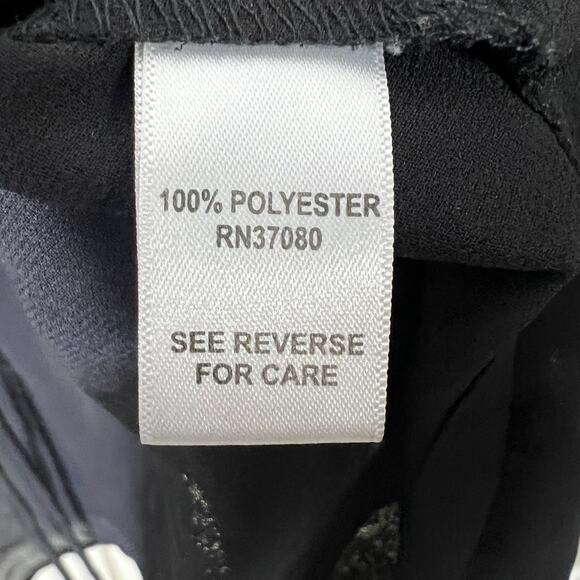 100% POLYESTER
RN37080
SEE REVERSE
FOR CARE